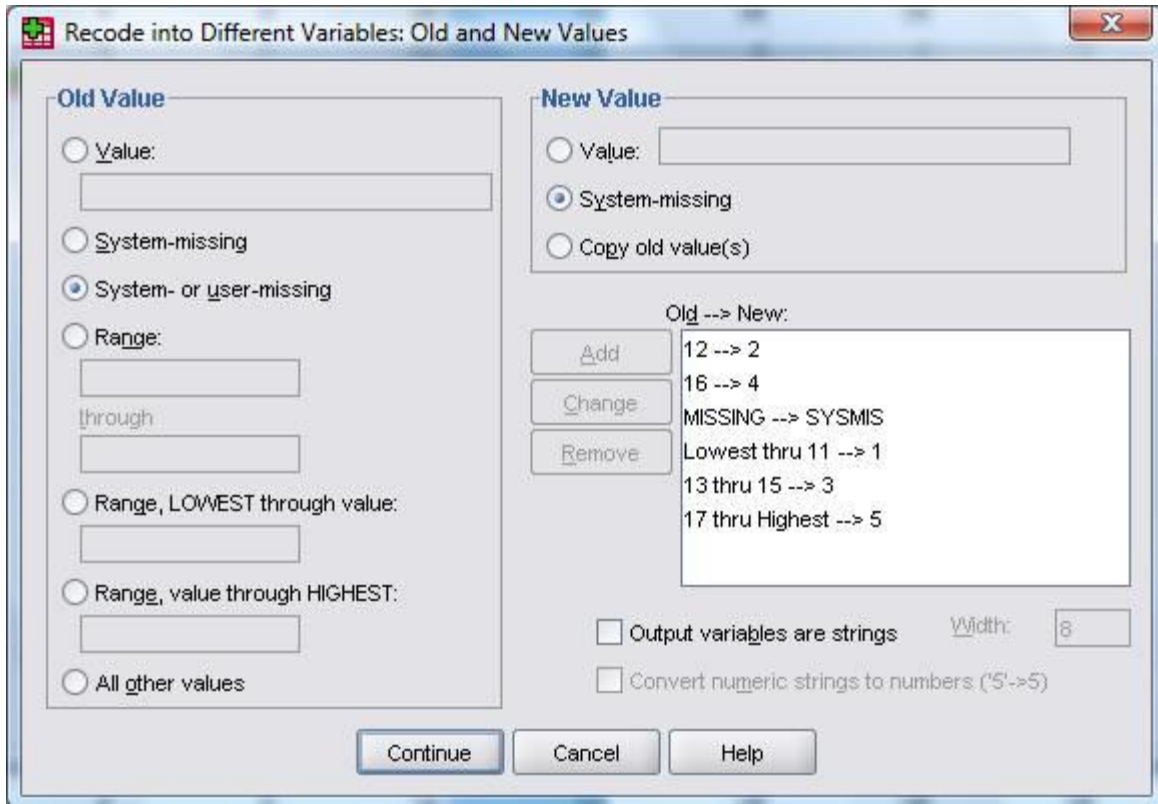 Recode into Different Variables: Old and New Values
Old Value
Value:
System-missing
System- or user-missing
Range:
through
Range, LOWEST through value:
Range, value through HIGHEST:
All other values
New Value
Value:
System-missing
Copy old value(s)
Old --> New:
Add
Change
Remove
12 --> 2
16 --> 4
MISSING --> SYSMIS
Lowest thru 11 --> 1
13 thru 15 --> 3
17 thru Highest --> 5
Output variables are strings
Width:
8
Convert numeric strings to numbers ('5'->5)
Continue
Cancel
Help